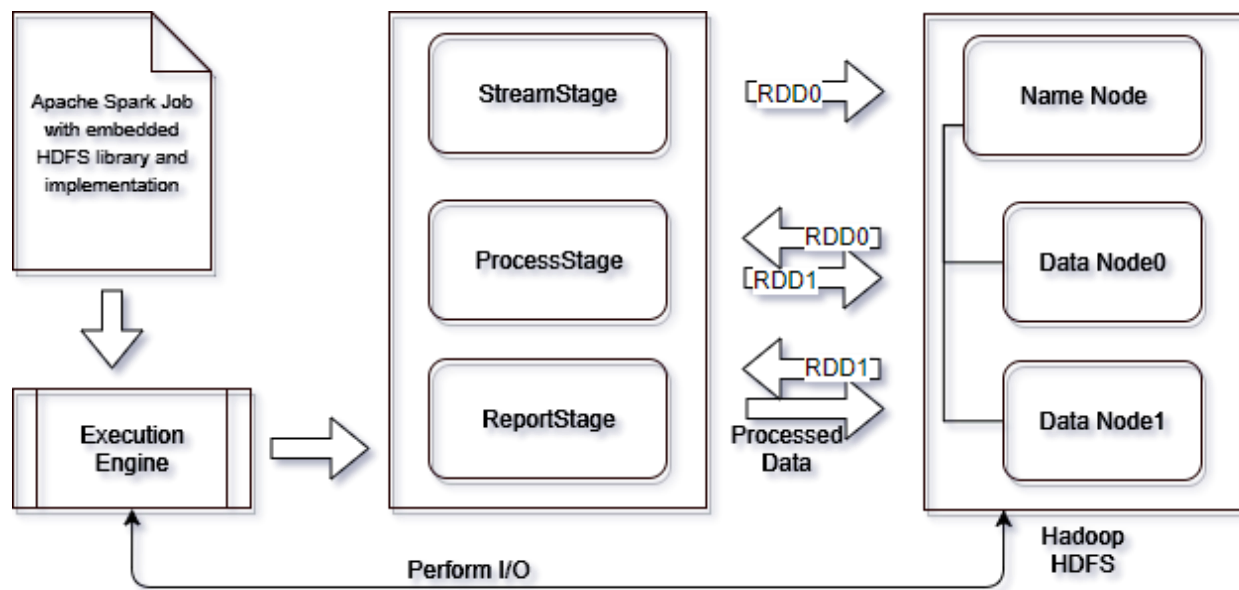 Apache Spark Job
with embedded
HDFS library and
implementation
Execution
Engine
StreamStage
ProcessStage
ReportStage
[RDD0
RDD0]
[RDD1
RDD1]
Processed
Data
Name Node
Data Node0
Data Node1
Hadoop
HDFS
Perform I/O